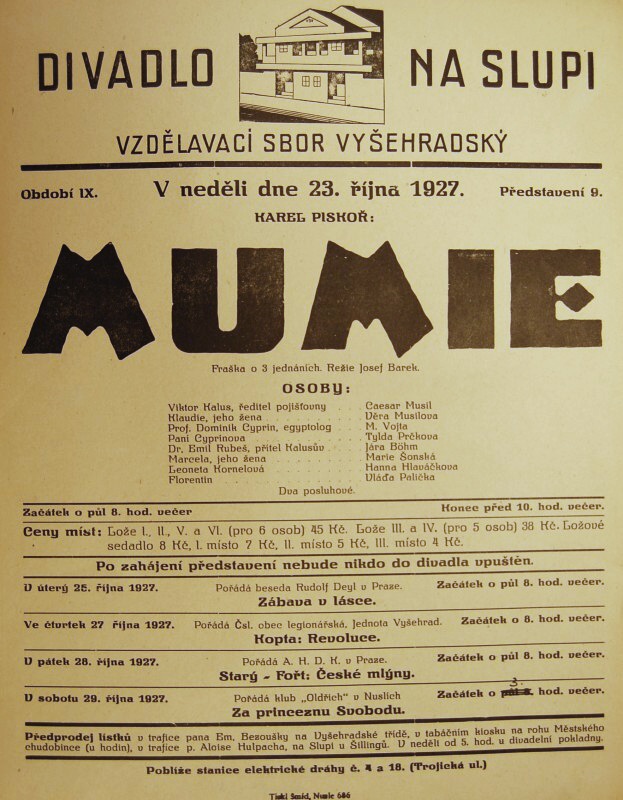 DIVADLO NA SLUPI
VZDĚLAVACÍ SBOR VYŠEHRADSKÝ
Období IX. V neděli dne 23. října 1927. Představení 9.
KAREL PISKOŘ:
MUMIE
Fraška o 3 jednáních. Režie Josef Barek.
OSOBY:
Viktor Kalus, ředitel pojišťovny . . . Caesar Musil
Klaudie, jeho žena . . . . Věra Musilova
Prof. Dominik Cyprin, egyptolog . . M. Vojta
Paní Cyprinova . . . . Tylda Prčkova
Dr. Emil Rubeš, přítel Kalusův . . . Jára Böhm
Marcela, jeho žena . . . . Marie Šonská
Leoneta Kornelová . . . . Hanna Hlaváčkova
Florentin . . . . Vláďa Palička
Dva posluhové.
Začátek o půl 8. hod. večer Konec před 10. hod. večer.
Ceny míst: Lože I., II., V. a VI. (pro 6 osob) 45 Kč. Lože III. a IV. (pro 5 osob) 38 Kč. Ložové
sedadlo 8 Kč, I. místo 7 Kč, II. místo 5 Kč, III. místo 4 Kč.
Po zahájení představení nebude nikdo do divadla vpuštěn.
V úterý 25. října 1927. Pořádá beseda Rudolf Deyl v Praze. Začátek o půl 8. hod. večer.
Zábava v lásce.
Ve čtvrtek 27 října 1927. Pořádá Čsl. obec legionářská, jednota Vyšehrad. Začátek o půl 8. hod. večer.
Kopta: Revoluce.
V pátek 28. října 1927. Pořádá A. H. D. K. v Praze. Začátek o půl 8. hod. večer.
Starý - Fořt: České mlýny.
V sobotu 29. října 1927. Pořádá klub „Oldřich" v Nuslích Začátek o 3. půl 8. hod. večer.
Za princeznu Svobodu.
Předprodej lístků v trafice pana Em. Bezoušky na Vyšehradské třídě, v tabáčním kiosku na rohu Městského
chudobince (u hodin), v trafice p. Aloise Hulpacha, na Slupi u Šillingů. V neděli od 5. hod. u divadelní pokladny.
Poblíže stanice elektrické dráhy č. 4 a 18. (Trojická ul.)
Tiskl Šmíd, Nusle 686